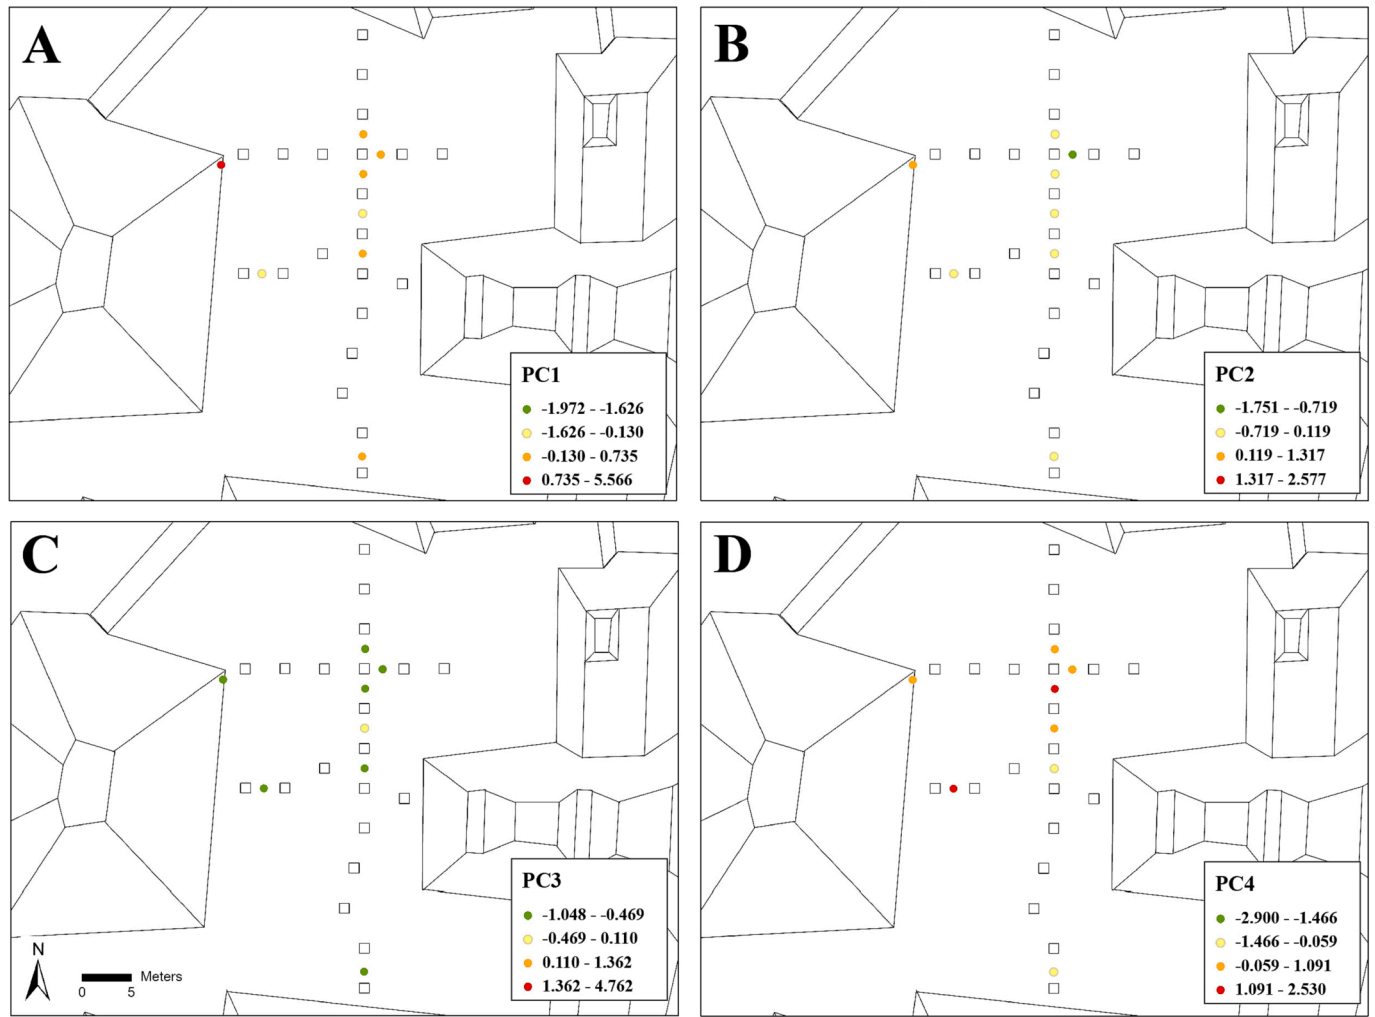 A
PC1
-1.972 - -1.626
-1.626 - -0.130
-0.130 - 0.735
0.735 - 5.566
B
PC2
-1.751 - -0.719
-0.719 - 0.119
0.119 - 1.317
1.317 - 2.577
C
PC3
-1.048 - -0.469
-0.469 - 0.110
0.110 - 1.362
1.362 - 4.762
N
Meters
0 5
D
PC4
-2.900 - -1.466
-1.466 - -0.059
-0.059 - 1.091
1.091 - 2.530